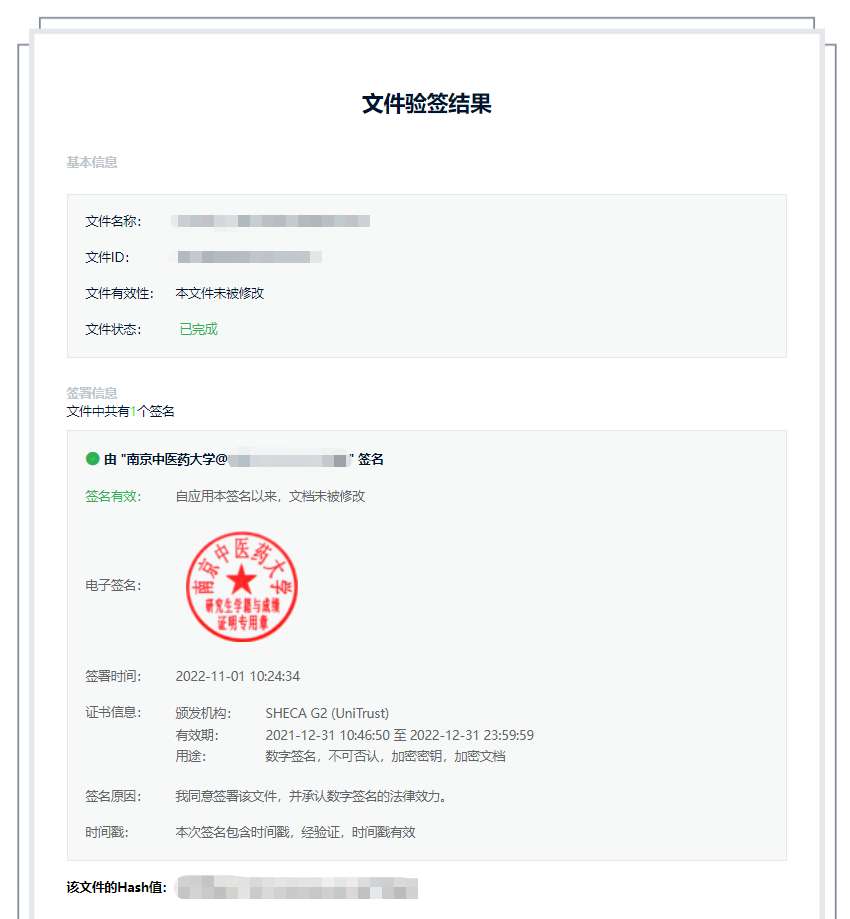 文件验签结果
基本信息
文件名称：
文件ID：
文件有效性： 本文件未被修改
文件状态： 已完成
签署信息
文件中共有1个签名
由 "南京中医药大学@ " 签名
签名有效： 自应用本签名以来，文档未被修改
电子签名：
南京中医药大学
研究生学籍与成绩
证明专用章
签署时间： 2022-11-01 10:24:34
证书信息： 颁发机构： SHECA G2 (UniTrust)
有效期： 2021-12-31 10:46:50 至 2022-12-31 23:59:59
用途： 数字签名，不可否认，加密密钥，加密文档
签名原因： 我同意签署该文件，并承认数字签名的法律效力。
时间戳： 本次签名包含时间戳，经验证，时间戳有效
该文件的Hash值：